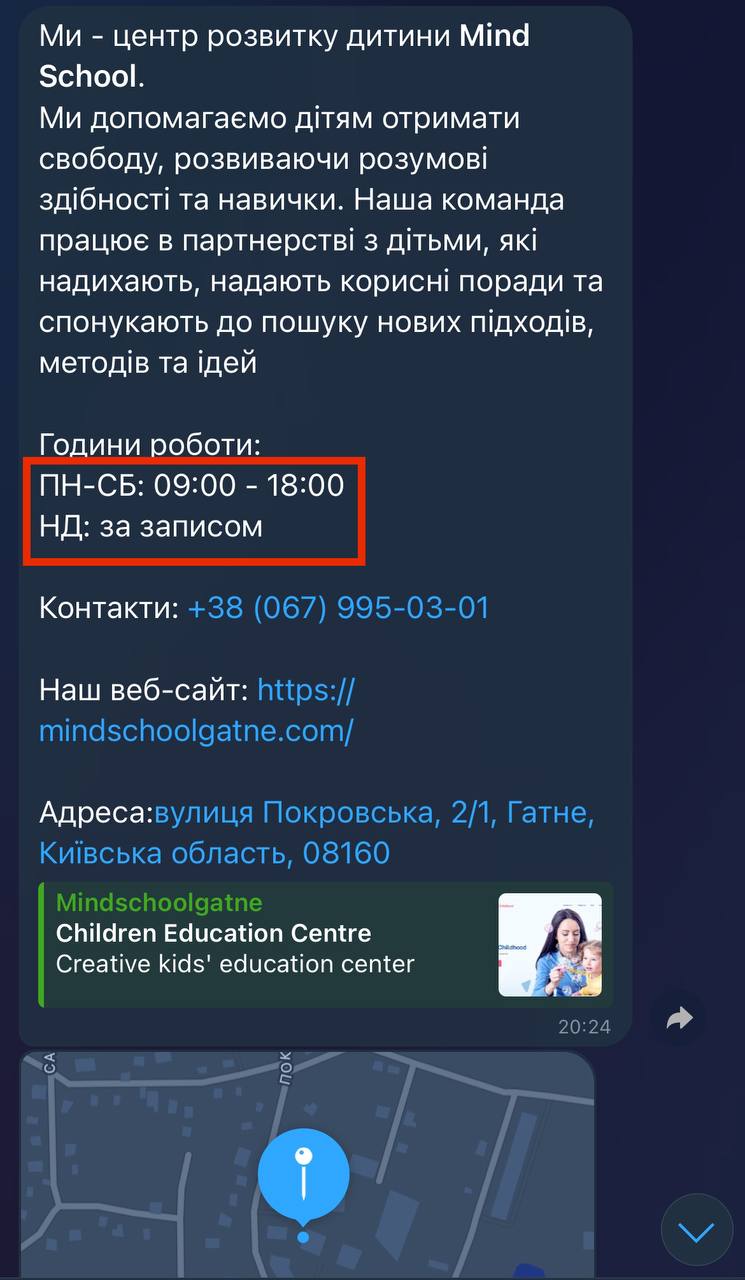 Ми - центр розвитку дитини Mind
School.
Ми допомагаємо дітям отримати
свободу, розвиваючи розумові
здібності та навички. Наша команда
працює в партнерстві з дітьми, які
надихають, надають корисні поради та
спонукають до пошуку нових підходів,
методів та ідей
Години роботи:
ПН-СБ: 09:00 - 18:00
НД: за записом
Контакти: +38 (067) 995-03-01
Наш веб-сайт: https://
mindschoolgatne.com/
Адреса:вулиця Покровська, 2/1, Гатне,
Київська область, 08160
Mindschoolgatne
Children Education Centre
Creative kids' education center
Childhood
20:24
СА
ПОК